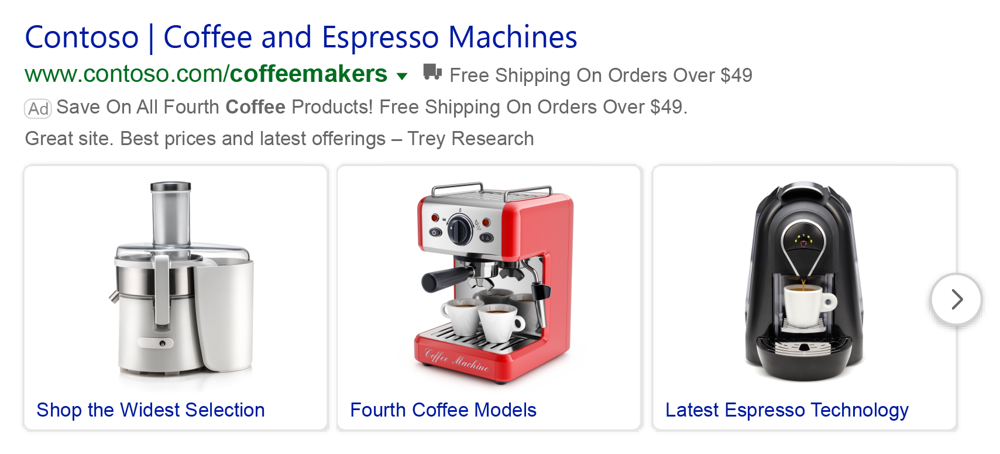 Contoso | Coffee and Espresso Machines
www.contoso.com/coffeemakers Free Shipping On Orders Over $49
Ad Save On All Fourth Coffee Products! Free Shipping On Orders Over $49.
Great site. Best prices and latest offerings – Trey Research
0
Coffee Machine
Shop the Widest Selection
Fourth Coffee Models
Latest Espresso Technology